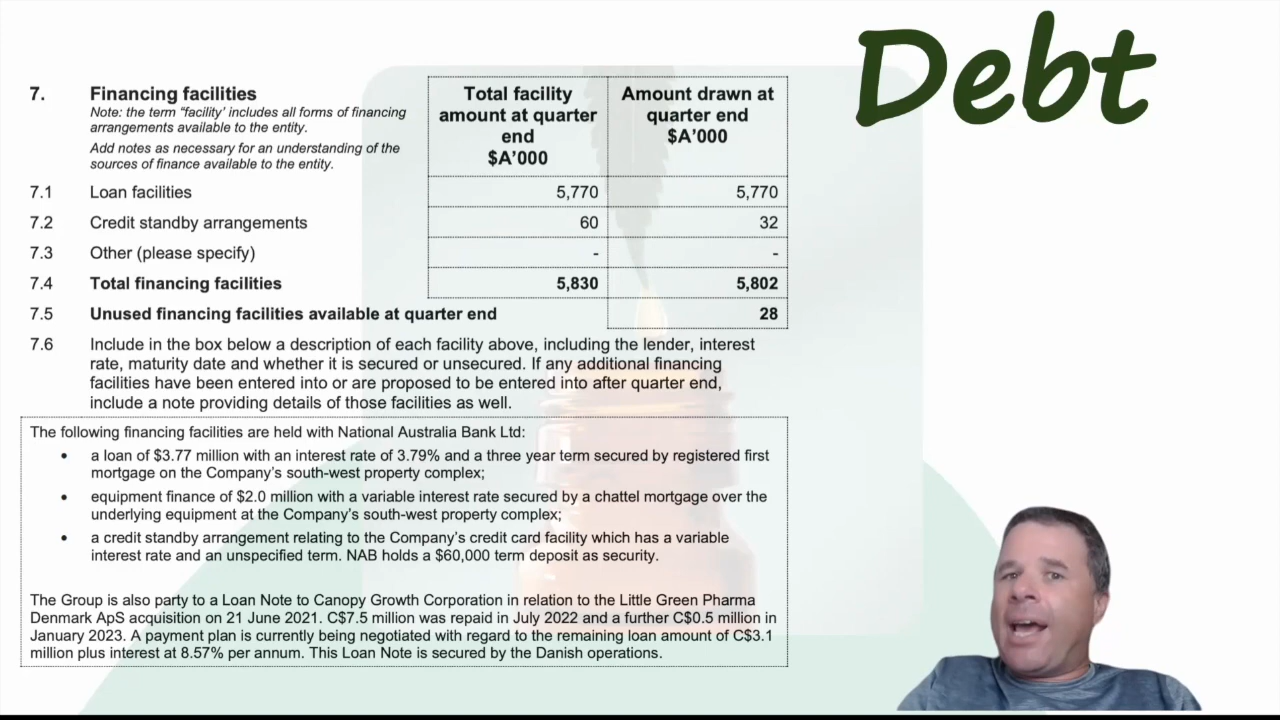 Debt
7. Financing facilities
Note: the term “facility’ includes all forms of financing
arrangements available to the entity.
Add notes as necessary for an understanding of the
sources of finance available to the entity.
Total facility
amount at quarter
end
$A’000
Amount drawn at
quarter end
$A’000
7.1 Loan facilities 5,770 5,770
7.2 Credit standby arrangements 60 32
7.3 Other (please specify) - -
7.4 Total financing facilities 5,830 5,802
7.5 Unused financing facilities available at quarter end 28
7.6 Include in the box below a description of each facility above, including the lender, interest
rate, maturity date and whether it is secured or unsecured. If any additional financing
facilities have been entered into or are proposed to be entered into after quarter end,
include a note providing details of those facilities as well.
The following financing facilities are held with National Australia Bank Ltd:
• a loan of $3.77 million with an interest rate of 3.79% and a three year term secured by registered first
mortgage on the Company’s south-west property complex;
• equipment finance of $2.0 million with a variable interest rate secured by a chattel mortgage over the
underlying equipment at the Company’s south-west property complex;
• a credit standby arrangement relating to the Company’s credit card facility which has a variable
interest rate and an unspecified term. NAB holds a $60,000 term deposit as security.
The Group is also party to a Loan Note to Canopy Growth Corporation in relation to the Little Green Pharma
Denmark ApS acquisition on 21 June 2021. C$7.5 million was repaid in July 2022 and a further C$0.5 million in
January 2023. A payment plan is currently being negotiated with regard to the remaining loan amount of C$3.1
million plus interest at 8.57% per annum. This Loan Note is secured by the Danish operations.